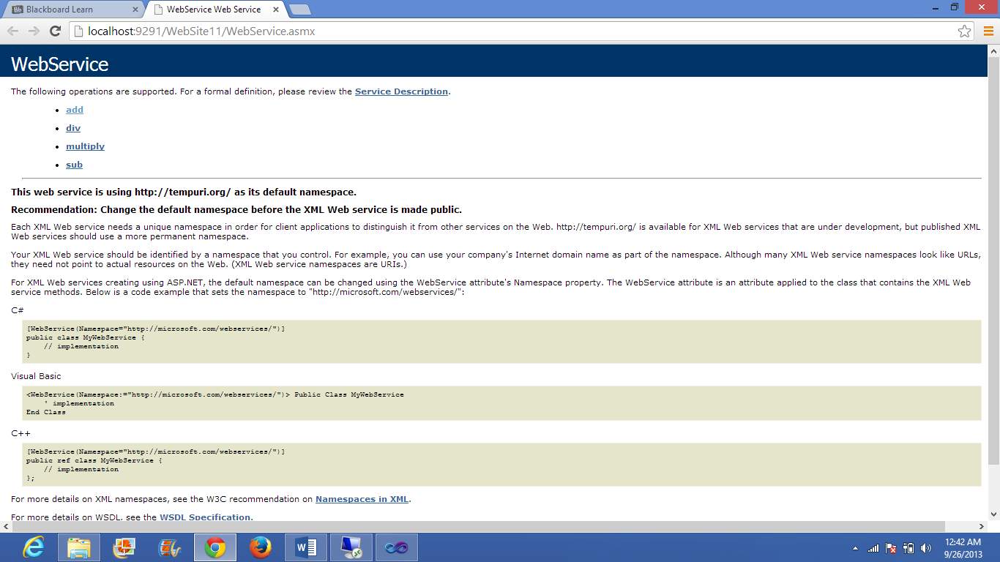 Blackboard Learn
WebService Web Service
localhost:9291/WebSite11/WebService.asmx
WebService
The following operations are supported. For a formal definition, please review the Service Description.
add
div
multiply
sub
This web service is using http://tempuri.org/ as its default namespace.
Recommendation: Change the default namespace before the XML Web service is made public.
Each XML Web service needs a unique namespace in order for client applications to distinguish it from other services on the Web. http://tempuri.org/ is available for XML Web services that are under development, but published XML
Web services should use a more permanent namespace.
Your XML Web service should be identified by a namespace that you control. For example, you can use your company's Internet domain name as part of the namespace. Although many XML Web service namespaces look like URLs,
they need not point to actual resources on the Web. (XML Web service namespaces are URIs.)
For XML Web services creating using ASP.NET, the default namespace can be changed using the WebService attribute's Namespace property. The WebService attribute is an attribute applied to the class that contains the XML Web
service methods. Below is a code example that sets the namespace to "http://microsoft.com/webservices/":
C#
[WebService(Namespace="http://microsoft.com/webservices/")]
public class MyWebService {
// implementation
}
Visual Basic
<WebService(Namespace:="http://microsoft.com/webservices/")> Public Class MyWebService
' implementation
End Class
C++
[WebService(Namespace="http://microsoft.com/webservices/")]
public ref class MyWebService {
// implementation
};
For more details on XML namespaces, see the W3C recommendation on Namespaces in XML.
For more details on WSDL, see the WSDL Specification.
12:42 AM
9/26/2013